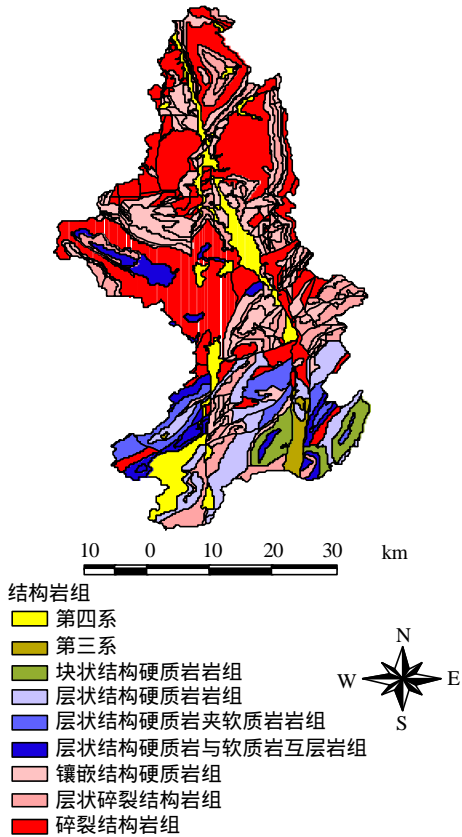 10 0 10 20 30 km
结构岩组
第四系
第三系
块状结构硬质岩岩组
层状结构硬质岩岩组
层状结构硬质岩夹软质岩岩组
层状结构硬质岩与软质岩互层岩组
镶嵌结构硬质岩组
层状碎裂结构岩组
碎裂结构岩组
N
W E
S